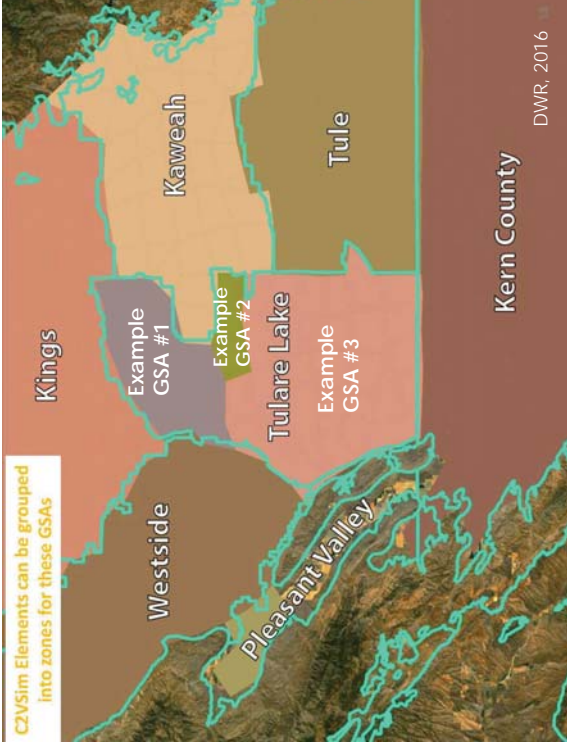 C2VSim Elements can be grouped
into zones for these GSAs
Kings
Kaweah
Westside
Example
GSA #1
Example
GSA #2
Tulare Lake
Example
GSA #3
Tule
Pleasant Valley
Kern County
DWR, 2016